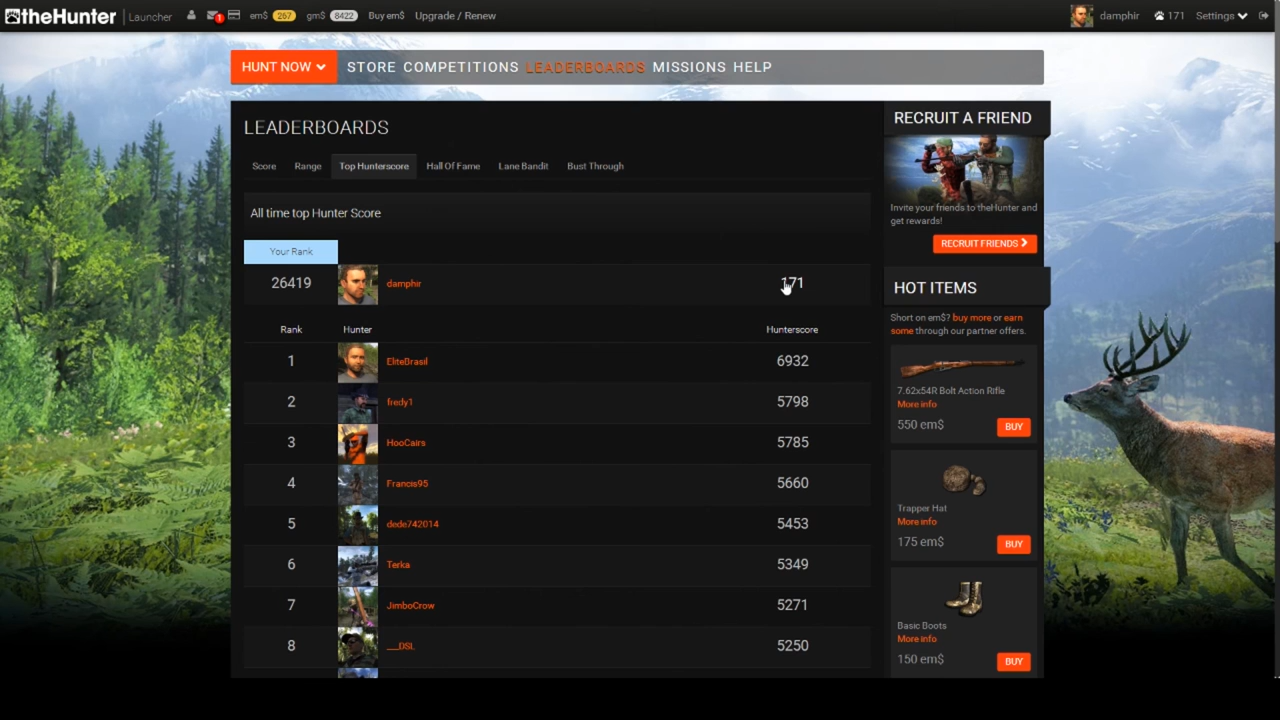 theHunter Launcher 1 em$ 267 gm$ 8422 Buy em$ Upgrade / Renew damphir 171 Settings
HUNT NOW STORE COMPETITIONS LEADERBOARDS MISSIONS HELP
LEADERBOARDS
Score Range Top Hunterscore Hall Of Fame Lane Bandit Bust Through
All time top Hunter Score
Your Rank
26419 damphir 171
Rank Hunter Hunterscore
1 EliteBrasil 6932
2 fredy1 5798
3 HooCairs 5785
4 Francis95 5660
5 dede742014 5453
6 Terka 5349
7 JimboCrow 5271
8 __DSL 5250
RECRUIT A FRIEND
Invite your friends to theHunter and
get rewards!
RECRUIT FRIENDS
HOT ITEMS
Short on em$? buy more or earn
some through our partner offers.
7.62x54R Bolt Action Rifle
More info
550 em$ BUY
Trapper Hat
More info
175 em$ BUY
Basic Boots
More info
150 em$ BUY